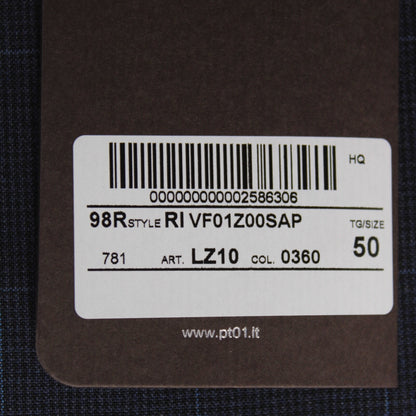 HQ
000000000002586306
98R STYLE RI VF01Z00SAP TG/SIZE
781 ART. LZ10 COL. 0360 50
www.pt01.it